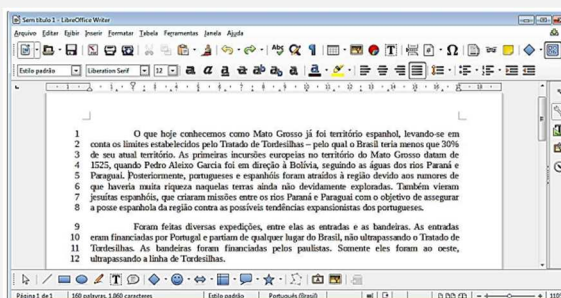 Sem título 1 - LibreOffice Writer
Arquivo Editar Exibir Inserir Formatar Tabela Ferramentas Janela Ajuda
Estilo padrão Liberation Serif 12
1 O que hoje conhecemos como Mato Grosso já foi território espanhol, levando-se em
2 conta os limites estabelecidos pelo Tratado de Tordesilhas – pelo qual o Brasil teria menos que 30%
3 de seu atual território. As primeiras incursões europeias no território do Mato Grosso datam de
4 1525, quando Pedro Aleixo Garcia foi em direção à Bolívia, seguindo as águas dos rios Paraná e
5 Paraguai. Posteriormente, portugueses e espanhóis foram atraídos à região devido aos rumores de
6 que haveria muita riqueza naquelas terras ainda não devidamente exploradas. Também vieram
7 jesuítas espanhóis, que criaram missões entre os rios Paraná e Paraguai com o objetivo de assegurar
8 a posse espanhola da região contra as possíveis tendências expansionistas dos portugueses.
9 Foram feitas diversas expedições, entre elas as entradas e as bandeiras. As entradas
10 eram financiadas por Portugal e partiam de qualquer lugar do Brasil, não ultrapassando o Tratado de
11 Tordesilhas. As bandeiras foram financiadas pelos paulistas. Somente eles foram ao oeste,
12 ultrapassando a linha de Tordesilhas.
Página 1 de 1 160 palavras, 1.060 caracteres Estilo padrão Português (Brasil) 110%